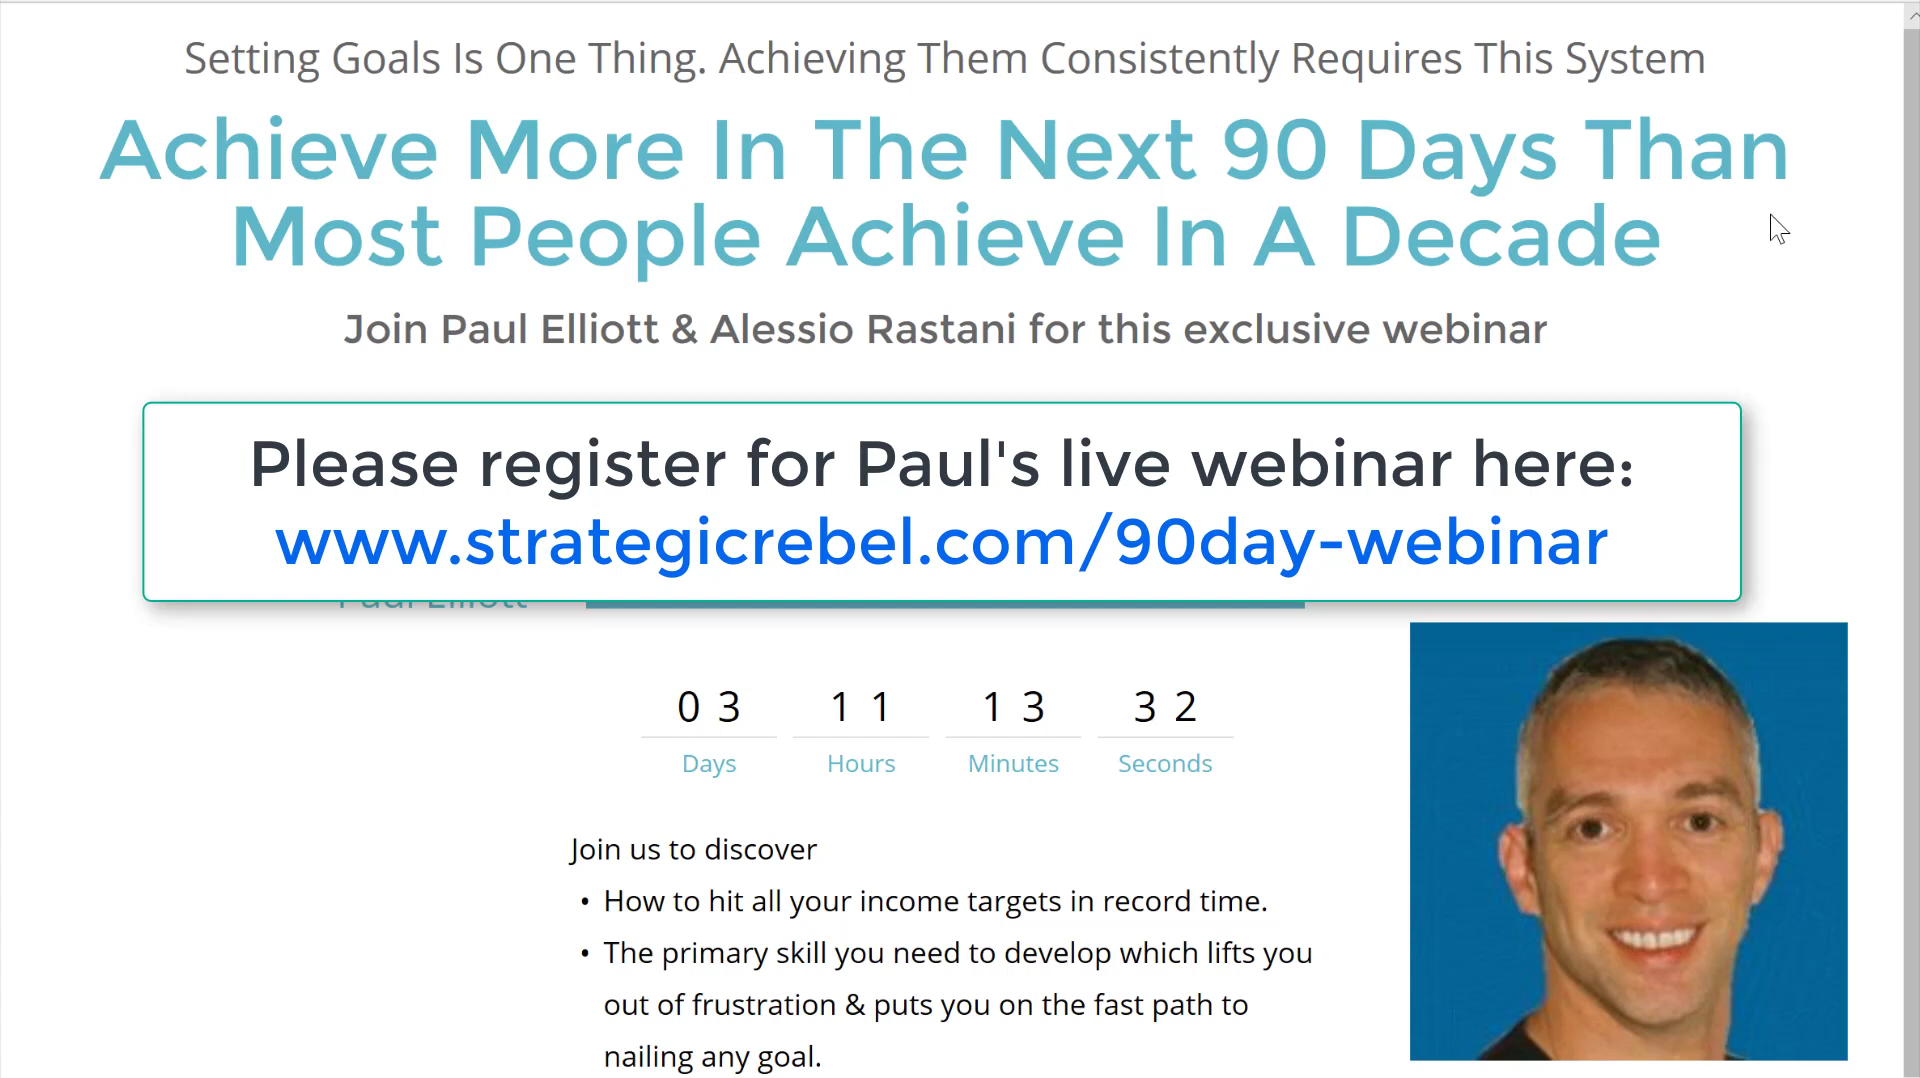 Setting Goals Is One Thing. Achieving Them Consistently Requires This System
Achieve More In The Next 90 Days Than
Most People Achieve In A Decade
Join Paul Elliott & Alessio Rastani for this exclusive webinar
Please register for Paul's live webinar here:
www.strategicrebel.com/90day-webinar
Paul Elliott
03 11 13 32
Days Hours Minutes Seconds
Join us to discover
• How to hit all your income targets in record time.
• The primary skill you need to develop which lifts you
out of frustration & puts you on the fast path to
nailing any goal.